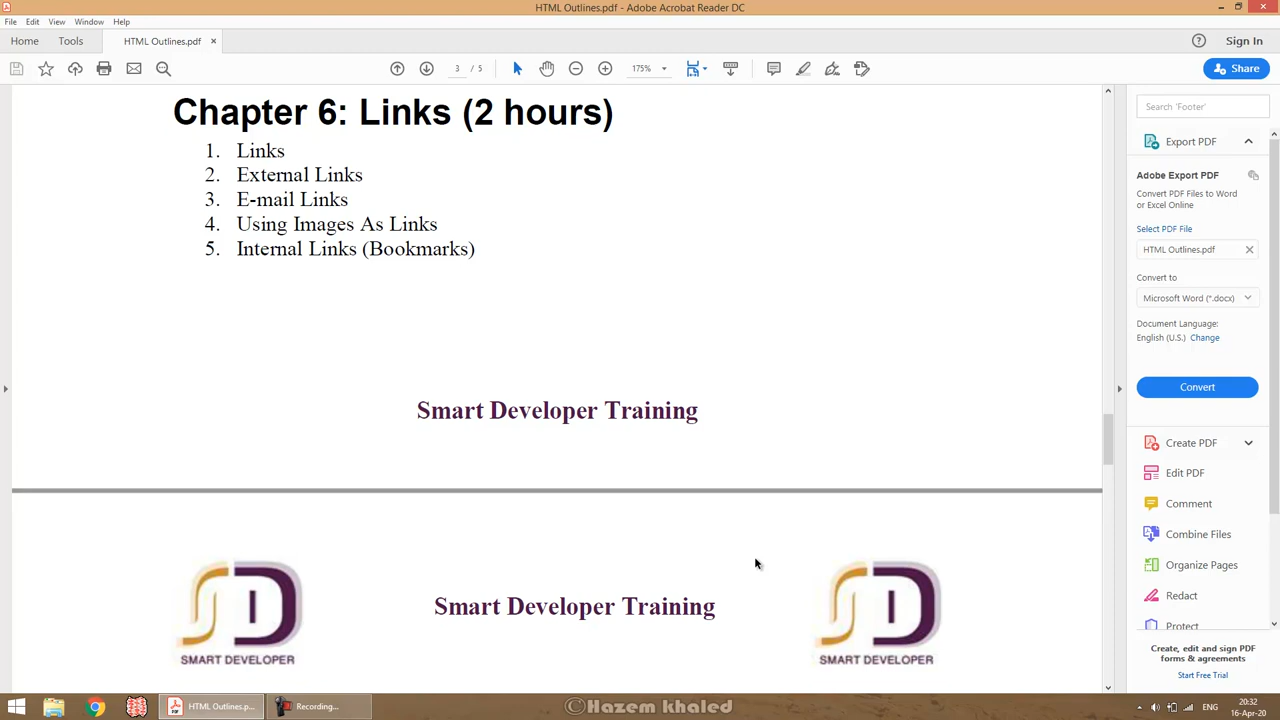 HTML Outlines.pdf - Adobe Acrobat Reader DC
File Edit View Window Help
Home Tools HTML Outlines.pdf × Sign In
3 / 5 175% Share
Chapter 6: Links (2 hours)
1. Links
2. External Links
3. E-mail Links
4. Using Images As Links
5. Internal Links (Bookmarks)
Smart Developer Training
SMART DEVELOPER
Smart Developer Training
SMART DEVELOPER
Search 'Footer'
Export PDF
Adobe Export PDF
Convert PDF Files to Word
or Excel Online
Select PDF File
HTML Outlines.pdf
Convert to
Microsoft Word (*.docx)
Document Language:
English (U.S.) Change
Convert
Create PDF
Edit PDF
Comment
Combine Files
Organize Pages
Redact
Protect
Create, edit and sign PDF
forms & agreements
Start Free Trial
HTML Outlines.p...
Recording...
©Hazem khaled
ENG
20:32
16-Apr-20